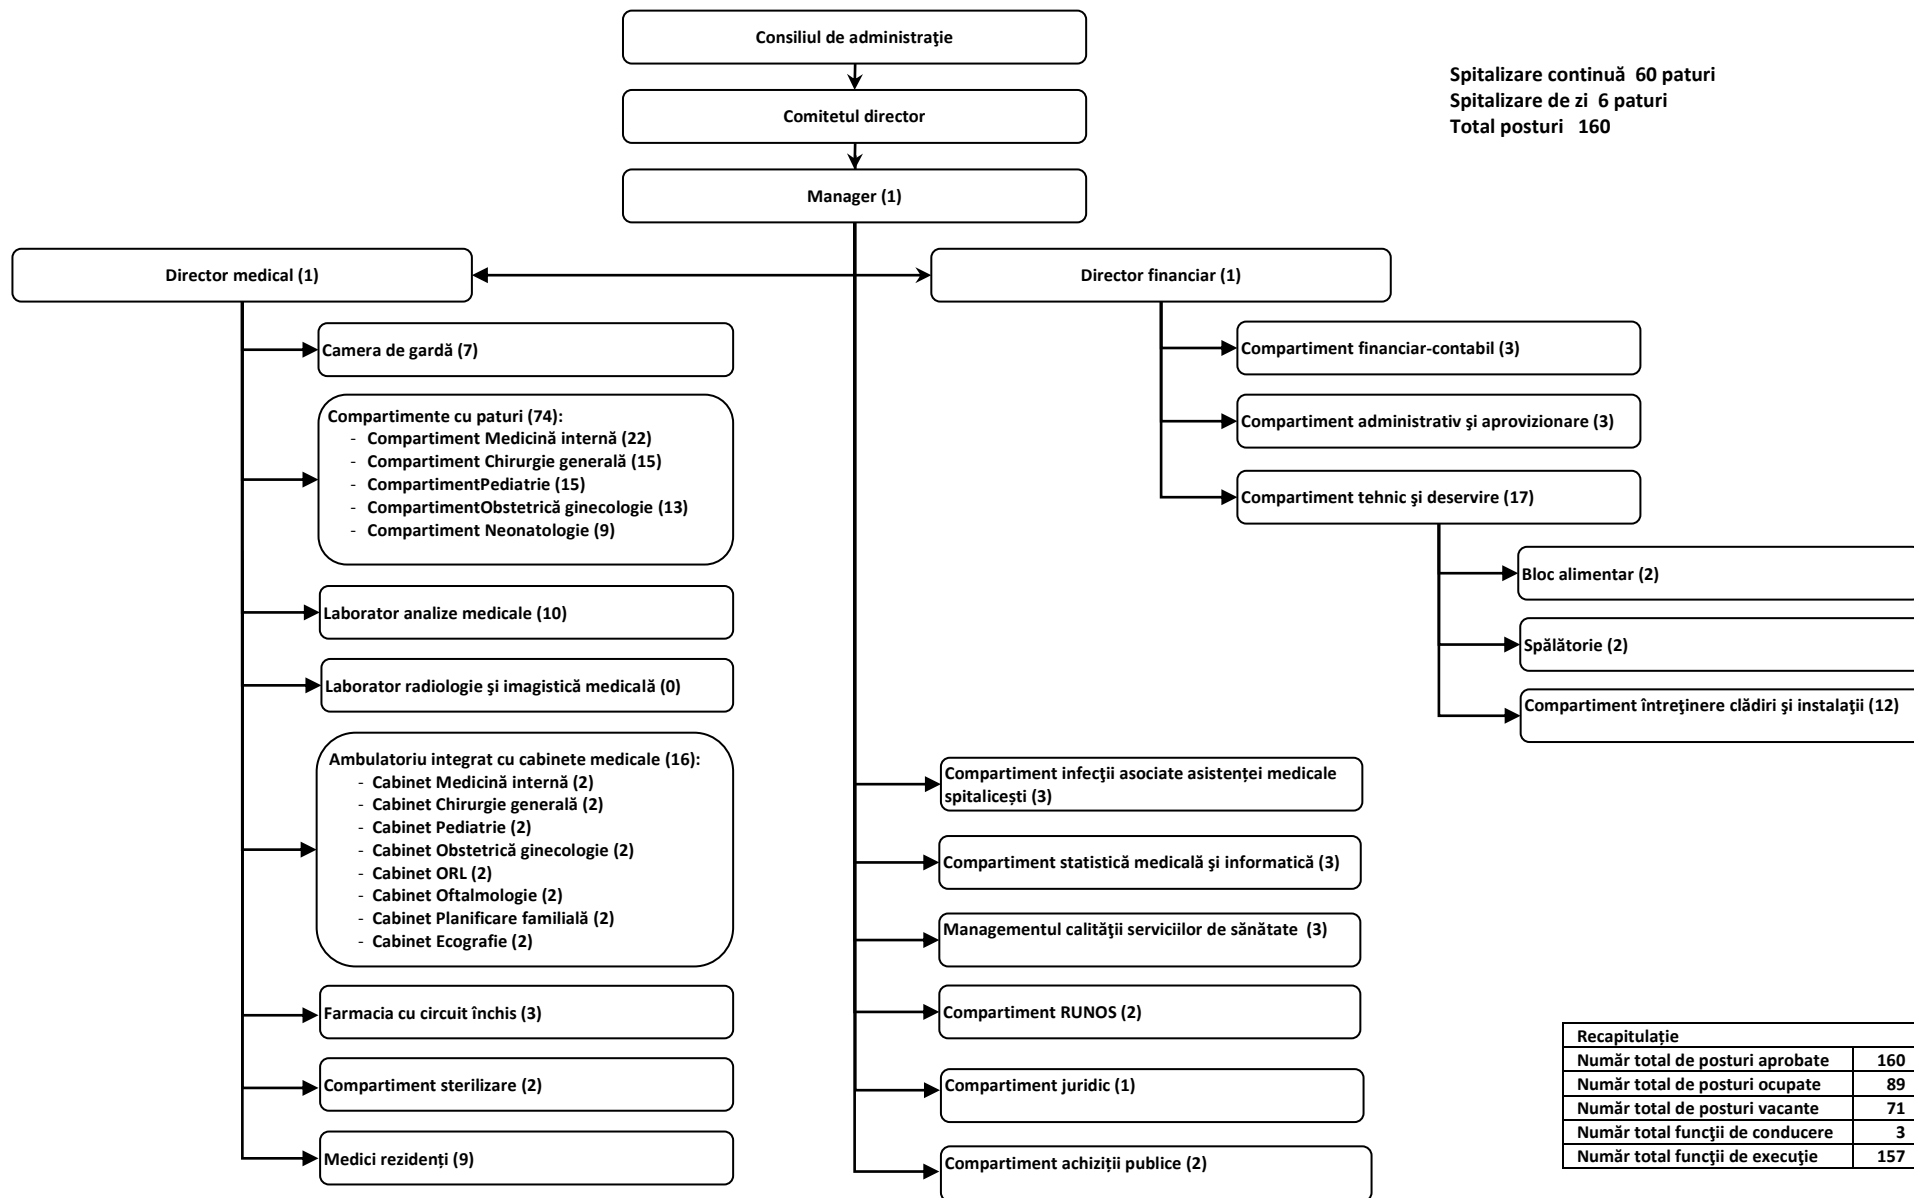 Consiliul de administraţie
Spitalizare continuă 60 paturi
Spitalizare de zi 6 paturi
Total posturi 160
Comitetul director
Manager (1)
Director medical (1)
Director financiar (1)
Camera de gardă (7)
Compartimente cu paturi (74):
- Compartiment Medicină internă (22)
- Compartiment Chirurgie generală (15)
- CompartimentPediatrie (15)
- CompartimentObstetrică ginecologie (13)
- Compartiment Neonatologie (9)
Laborator analize medicale (10)
Laborator radiologie şi imagistică medicală (0)
Ambulatoriu integrat cu cabinete medicale (16):
- Cabinet Medicină internă (2)
- Cabinet Chirurgie generală (2)
- Cabinet Pediatrie (2)
- Cabinet Obstetrică ginecologie (2)
- Cabinet ORL (2)
- Cabinet Oftalmologie (2)
- Cabinet Planificare familială (2)
- Cabinet Ecografie (2)
Farmacia cu circuit închis (3)
Compartiment sterilizare (2)
Medici rezidenți (9)
Compartiment infecţii asociate asistenței medicale
spitalicești (3)
Compartiment statistică medicală şi informatică (3)
Managementul calităţii serviciilor de sănătate (3)
Compartiment RUNOS (2)
Compartiment juridic (1)
Compartiment achiziții publice (2)
Compartiment financiar-contabil (3)
Compartiment administrativ şi aprovizionare (3)
Compartiment tehnic şi deservire (17)
Bloc alimentar (2)
Spălătorie (2)
Compartiment întreţinere clădiri şi instalaţii (12)
Recapitulație
Număr total de posturi aprobate 160
Număr total de posturi ocupate 89
Număr total de posturi vacante 71
Număr total funcţii de conducere 3
Număr total funcţii de execuţie 157